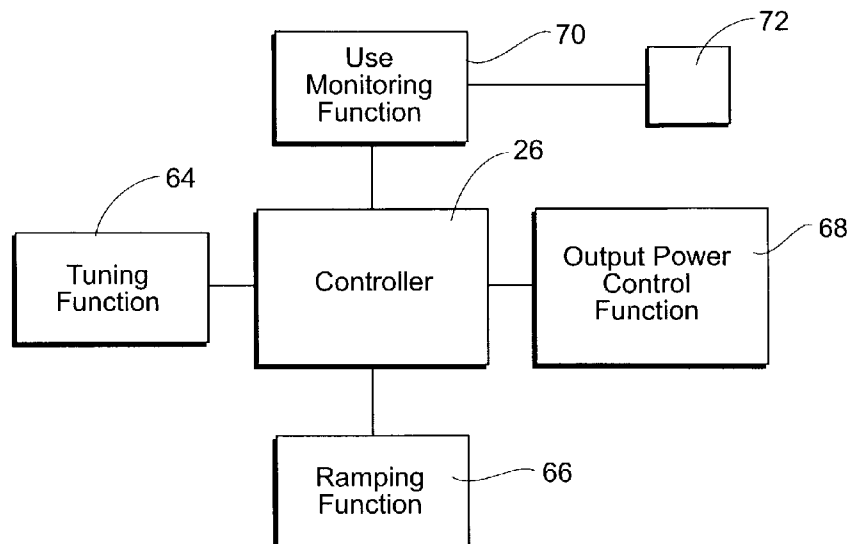 72
70
Use
Monitoring
Function
26
64
68
Tuning
Function
Controller
Output Power
Control
Function
Ramping
Function
66